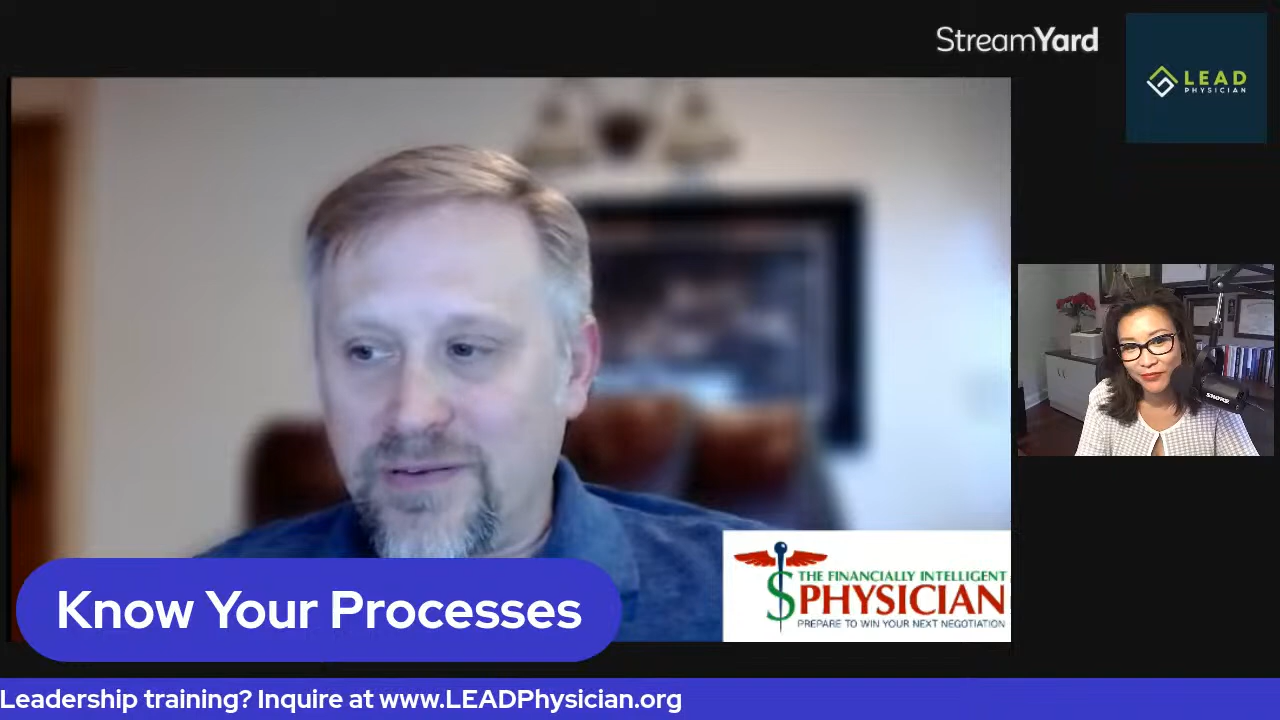 StreamYard
LEAD
PHYSICIAN
SHURE
THE FINANCIALLY INTELLIGENT
PHYSICIAN
PREPARE TO WIN YOUR NEXT NEGOTIATION
Know Your Processes
Leadership training? Inquire at www.LEADPhysician.org